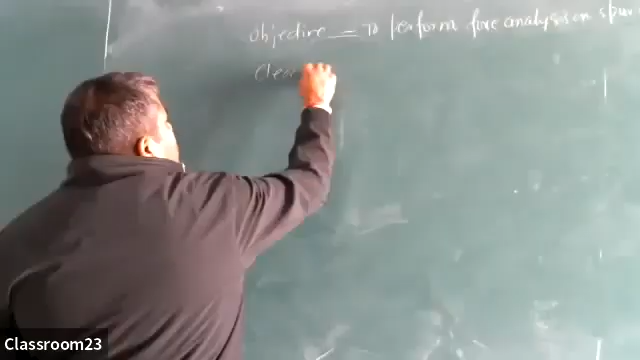 Objective = To perform force analysis on spur
Classroom23